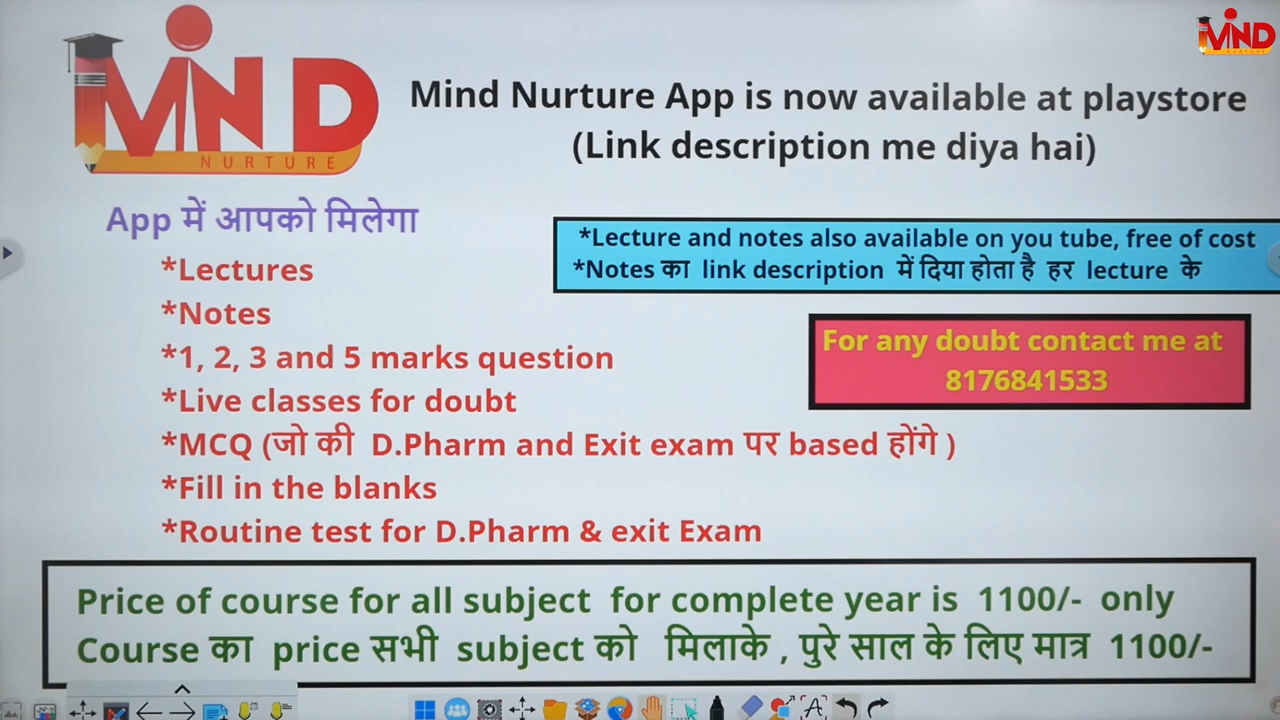 MIND
NURTURE
MIND
NURTURE
Mind Nurture App is now available at playstore
(Link description me diya hai)
App में आपको मिलेगा
*Lectures
*Notes
*1, 2, 3 and 5 marks question
*Live classes for doubt
*MCQ (जो की D.Pharm and Exit exam पर based होंगे )
*Fill in the blanks
*Routine test for D.Pharm & exit Exam
*Lecture and notes also available on you tube, free of cost
*Notes का link description में दिया होता है हर lecture के
For any doubt contact me at
8176841533
Price of course for all subject for complete year is 1100/- only
Course का price सभी subject को मिलाके , पुरे साल के लिए मात्र 1100/-